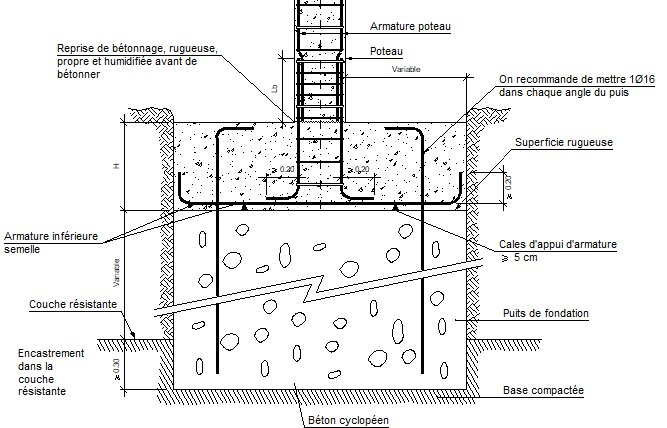 Armature poteau
Reprise de bétonnage, rugueuse,
propre et humidifiée avant de
bétonner
Poteau
Variable
On recommande de mettre 1Ø16
dans chaque angle du puis
Lb
Superficie rugueuse
H
≥ 0.20
≥ 0.20
≥ 0.20
Armature inférieure
semelle
Cales d'appui d'armature
≥ 5 cm
Variable
Couche résistante
Puits de fondation
Encastrement
dans la
couche
résistante
≥ 0.30
Base compactée
Béton cyclopéen